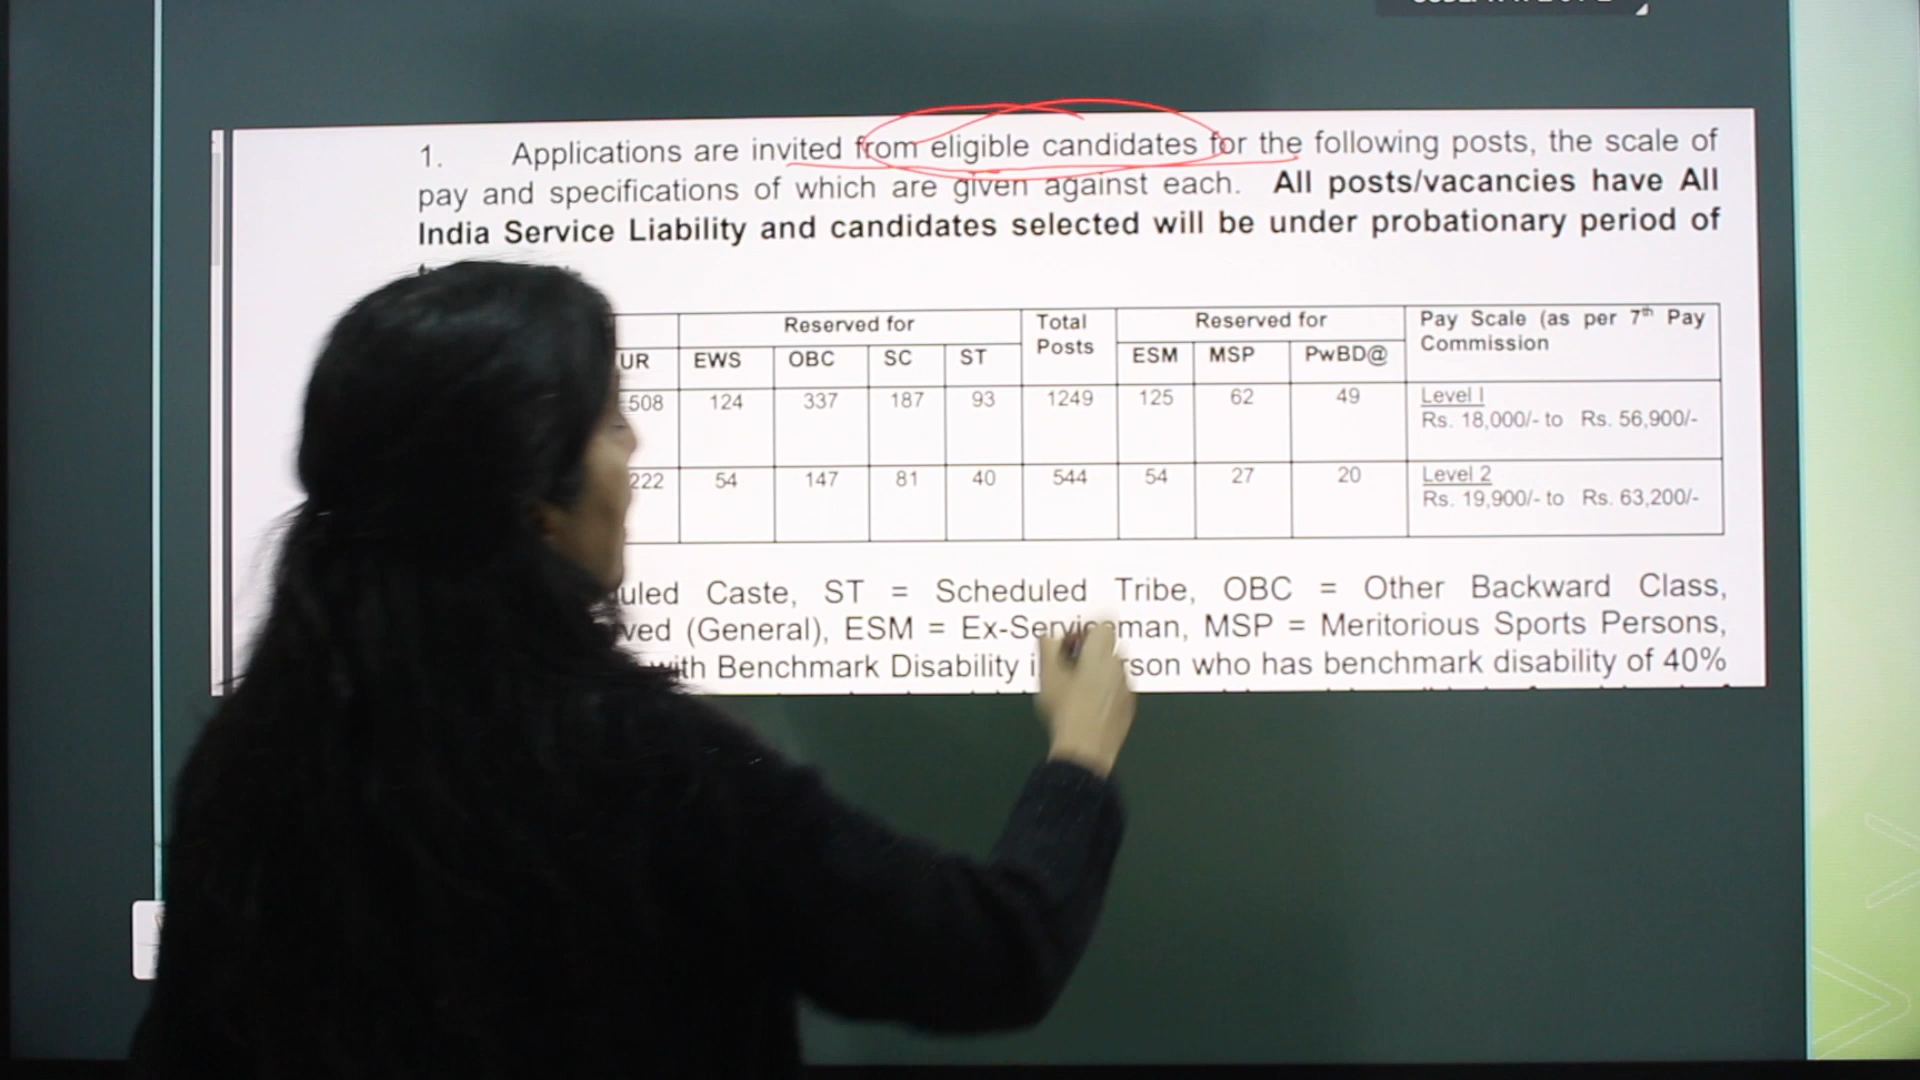 1. Applications are invited from eligible candidates for the following posts, the scale of
pay and specifications of which are given against each. All posts/vacancies have All
India Service Liability and candidates selected will be under probationary period of
Reserved for Total Posts Reserved for Pay Scale (as per 7th Pay Commission
UR EWS OBC SC ST ESM MSP PwBD@
508 124 337 187 93 1249 125 62 49 Level I
Rs. 18,000/- to Rs. 56,900/-
222 54 147 81 40 544 54 27 20 Level 2
Rs. 19,900/- to Rs. 63,200/-
Caste, ST = Scheduled Tribe, OBC = Other Backward Class,
(General), ESM = Ex-Serviceman, MSP = Meritorious Sports Persons,
with Benchmark Disability who has benchmark disability of 40%